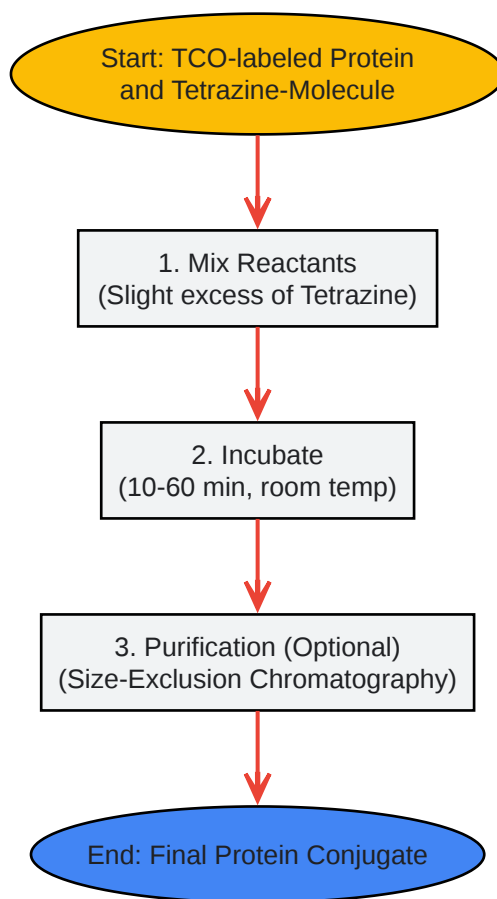 Start: TCO-labeled Protein
and Tetrazine-Molecule
1. Mix Reactants
(Slight excess of Tetrazine)
2. Incubate
(10-60 min, room temp)
3. Purification (Optional)
(Size-Exclusion Chromatography)
End: Final Protein Conjugate